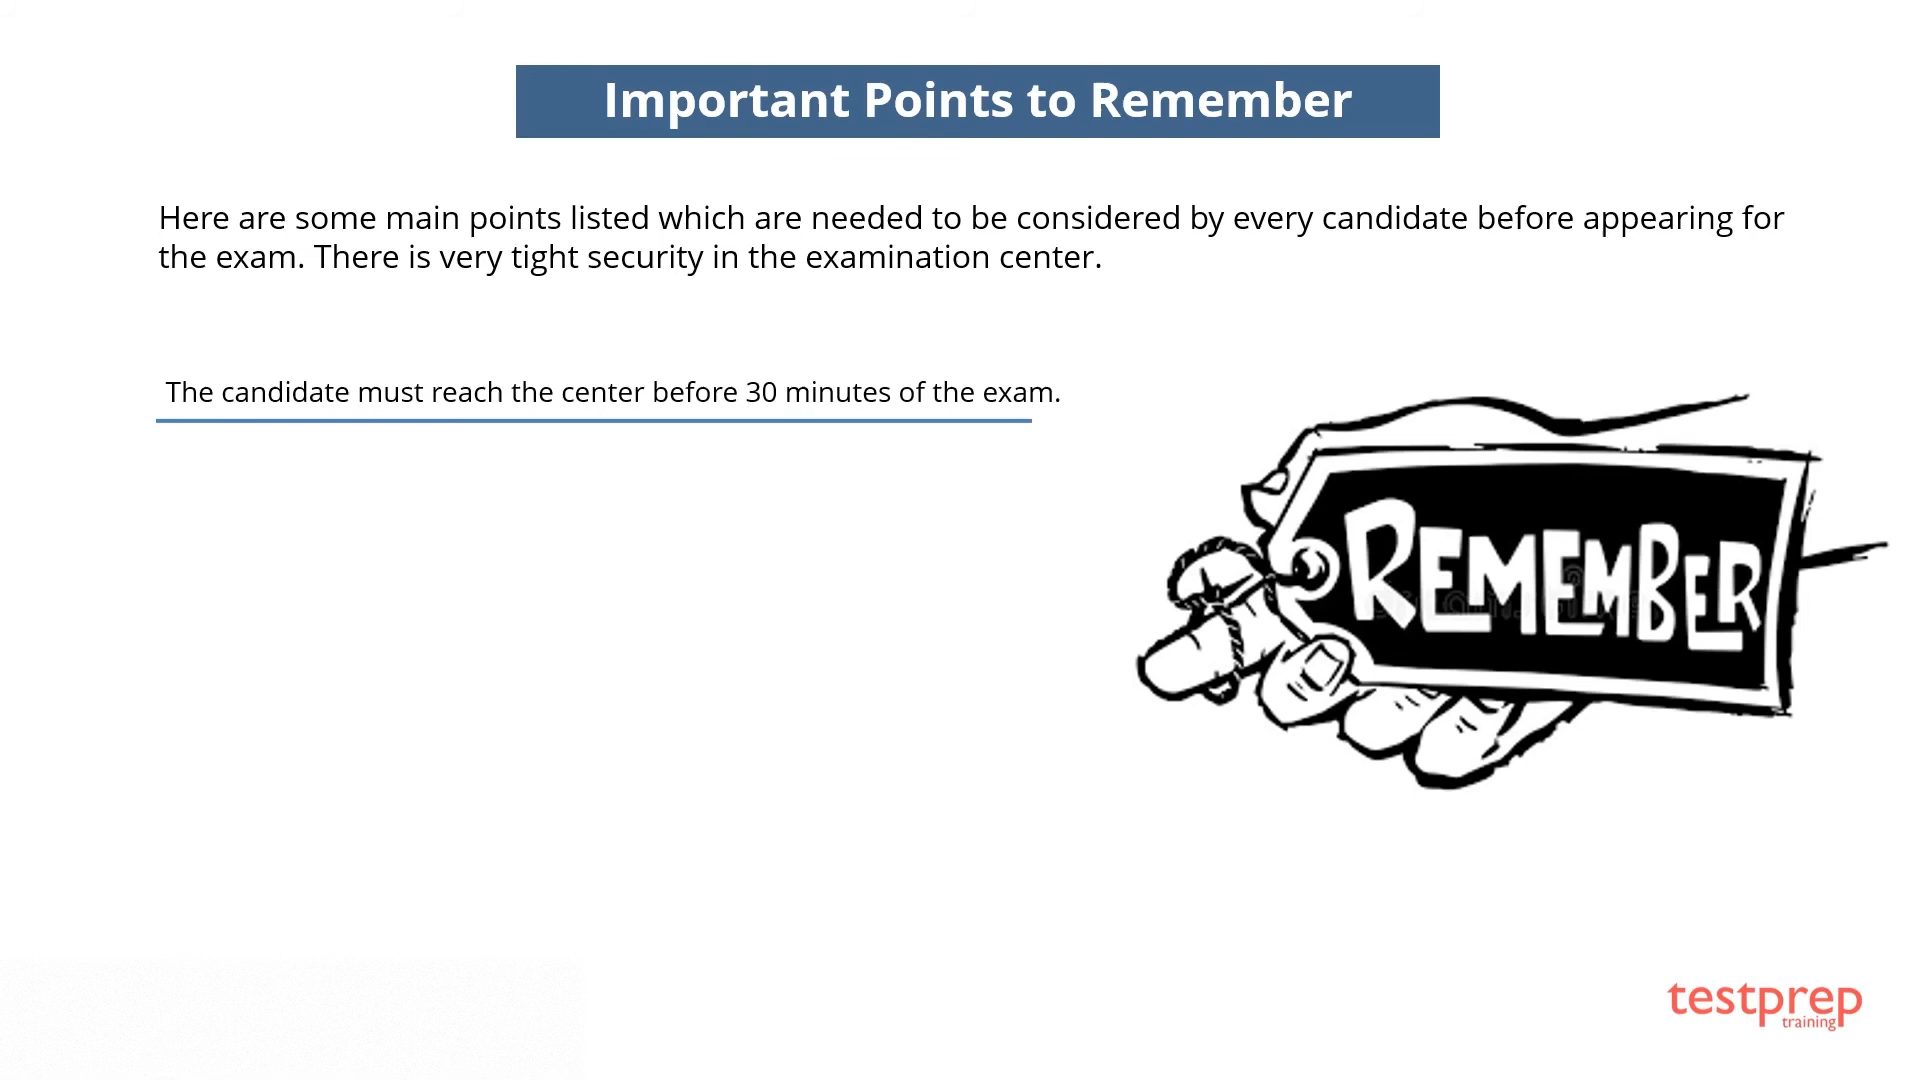 Important Points to Remember
Here are some main points listed which are needed to be considered by every candidate before appearing for
the exam. There is very tight security in the examination center.
The candidate must reach the center before 30 minutes of the exam.
REMEMBER
testprep
training